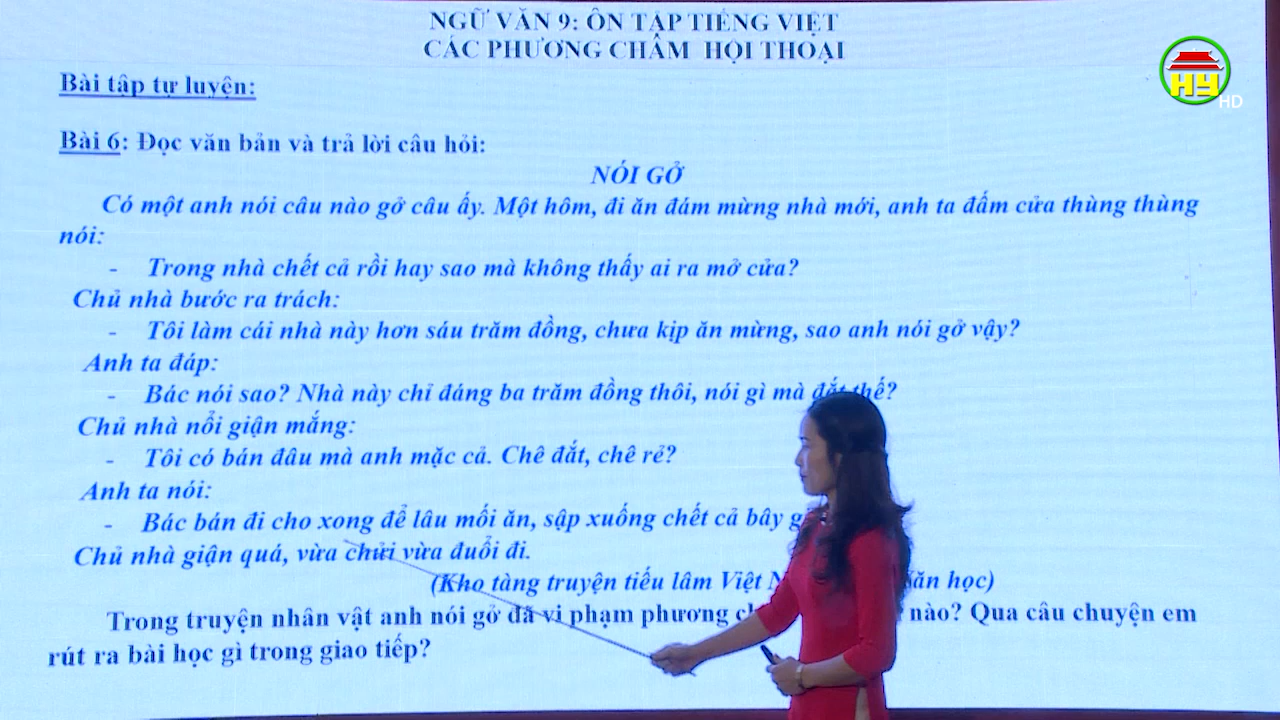 NGỮ VĂN 9: ÔN TẬP TIẾNG VIỆT
CÁC PHƯƠNG CHÂM HỘI THOẠI
HY
HD
Bài tập tự luyện:
Bài 6: Đọc văn bản và trả lời câu hỏi:
NÓI GỞ
Có một anh nói câu nào gở câu ấy. Một hôm, đi ăn đám mừng nhà mới, anh ta đấm cửa thùng thùng
nói:
- Trong nhà chết cả rồi hay sao mà không thấy ai ra mở cửa?
Chủ nhà bước ra trách:
- Tôi làm cái nhà này hơn sáu trăm đồng, chưa kịp ăn mừng, sao anh nói gở vậy?
Anh ta đáp:
- Bác nói sao? Nhà này chỉ đáng ba trăm đồng thôi, nói gì mà đắt thế?
Chủ nhà nổi giận mắng:
- Tôi có bán đâu mà anh mặc cả. Chê đắt, chê rẻ?
Anh ta nói:
- Bác bán đi cho xong để lâu mối ăn, sập xuống chết cả bây
Chủ nhà giận quá, vừa chửi vừa đuổi đi.
(Kho tàng truyện tiếu lâm Việt học)
Trong truyện nhân vật anh nói gở đã vi phạm phương nào? Qua câu chuyện em
rút ra bài học gì trong giao tiếp?